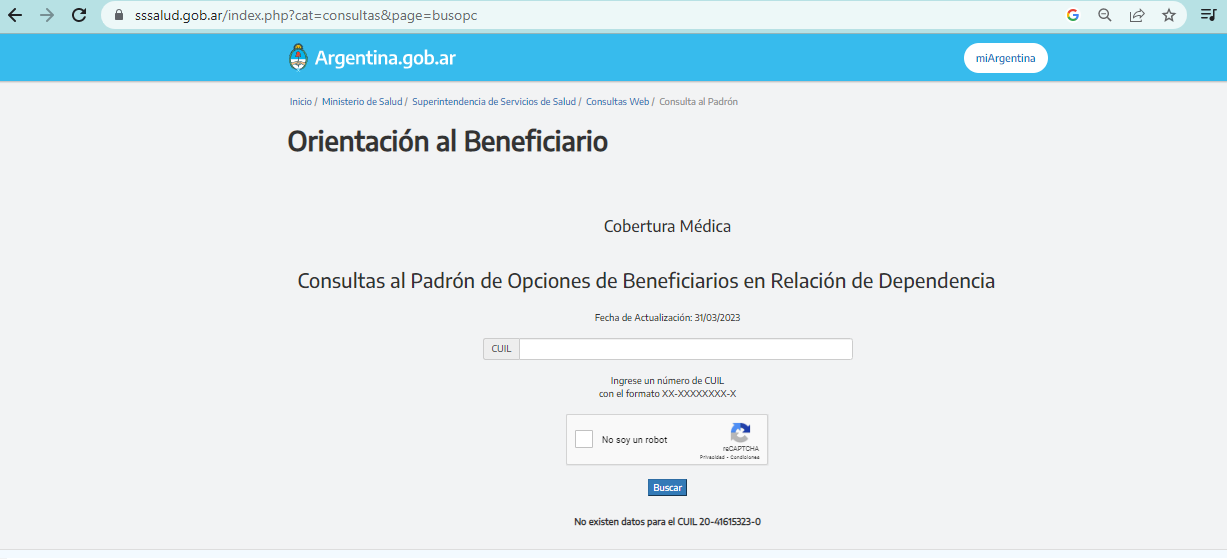 sssalud.gob.ar/index.php?cat=consultas&page=busopc
Argentina.gob.ar
miArgentina
Inicio / Ministerio de Salud / Superintendencia de Servicios de Salud / Consultas Web / Consulta al Padrón
Orientación al Beneficiario
Cobertura Médica
Consultas al Padrón de Opciones de Beneficiarios en Relación de Dependencia
Fecha de Actualización: 31/03/2023
CUIL
Ingrese un número de CUIL
con el formato XX-XXXXXXXX-X
No soy un robot
reCAPTCHA
Privacidad - Condiciones
Buscar
No existen datos para el CUIL 20-41615323-0